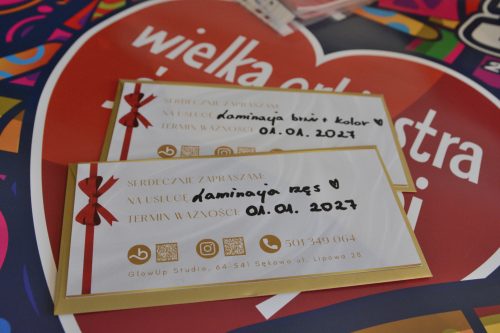 wielka orkiestra
SERDECZNIE ZAPRASZAM
NA USŁUGĘ Laminacja brwi + kolor ♡
TERMIN WAŻNOŚCI: 01.01.2027
SERDECZNIE ZAPRASZAM
NA USŁUGĘ Laminacja rzęs ♡
TERMIN WAŻNOŚCI: 01.01.2027
501 349 064
GlowUp Studio, 64-541 Sękowo ul. Lipowa 28